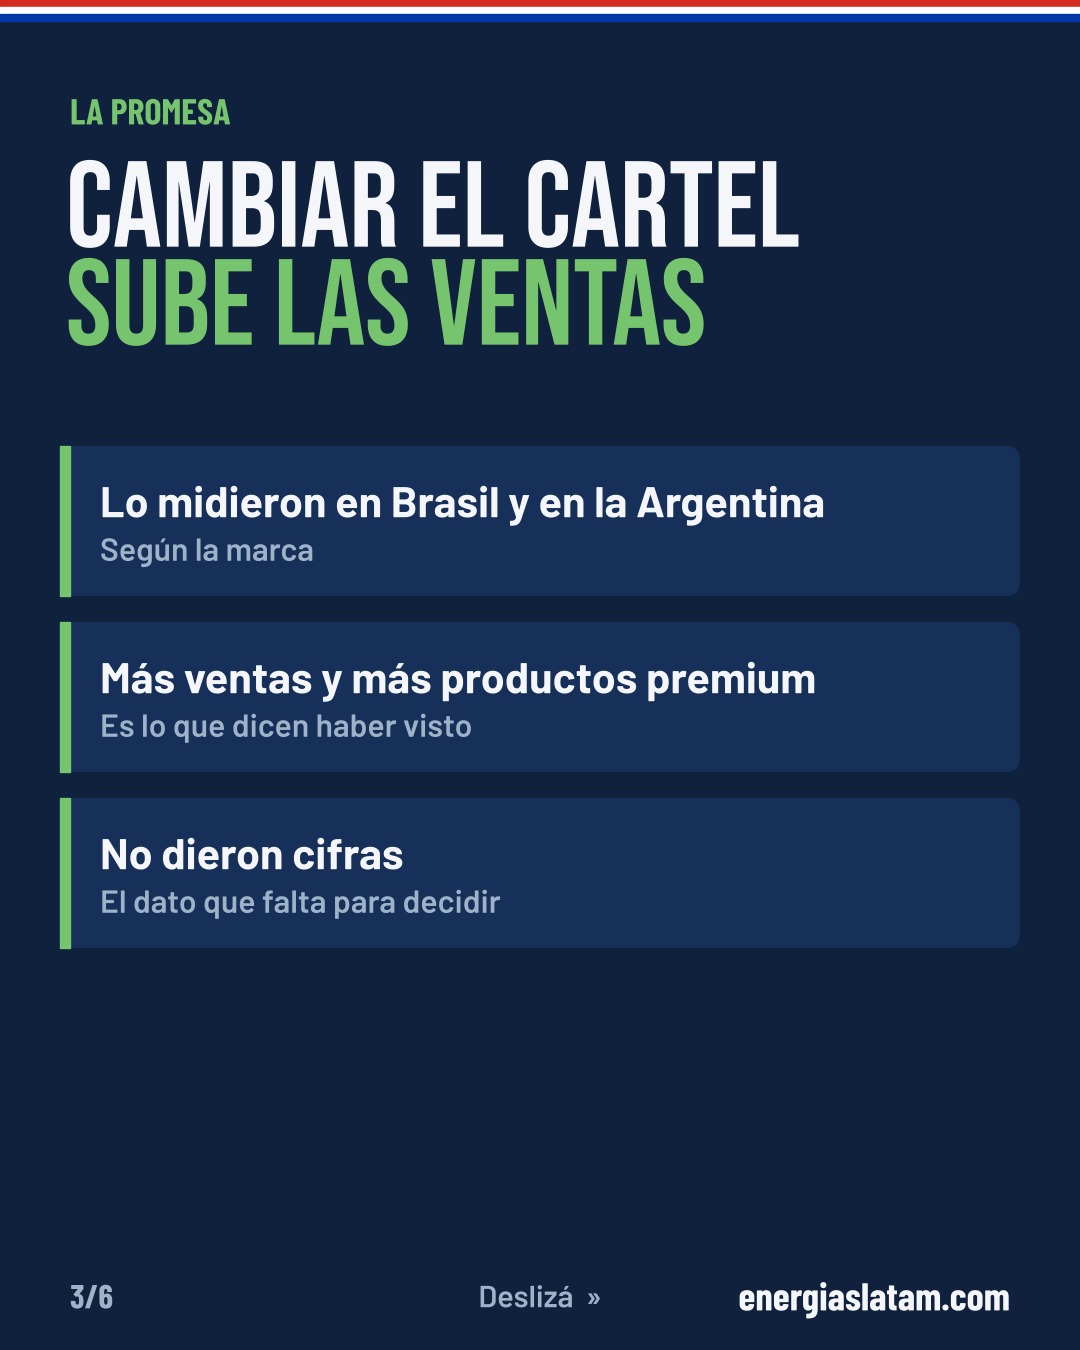 LA PROMESA
CAMBIAR EL CARTEL
SUBE LAS VENTAS
Lo midieron en Brasil y en la Argentina
Según la marca
Más ventas y más productos premium
Es lo que dicen haber visto
No dieron cifras
El dato que falta para decidir
3/6
Deslizá »
energiaslatam.com